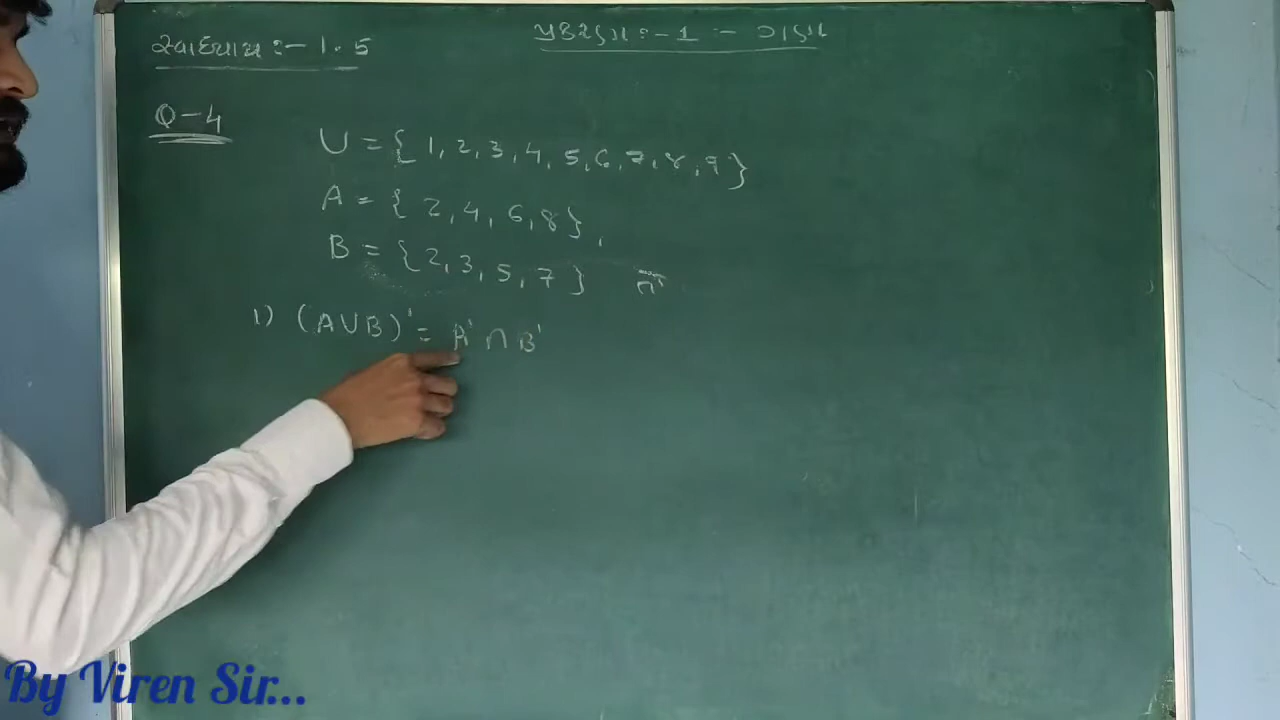 સ્વાધ્યાય :- 1.5
પ્રકરણ :- 1 - ગણ
Q-4
U = { 1, 2, 3, 4, 5, 6, 7, 8, 9 }
A = { 2, 4, 6, 8 },
B = { 2, 3, 5, 7 }
1) (A∪B)' = A' ∩ B'
By Viren Sir...